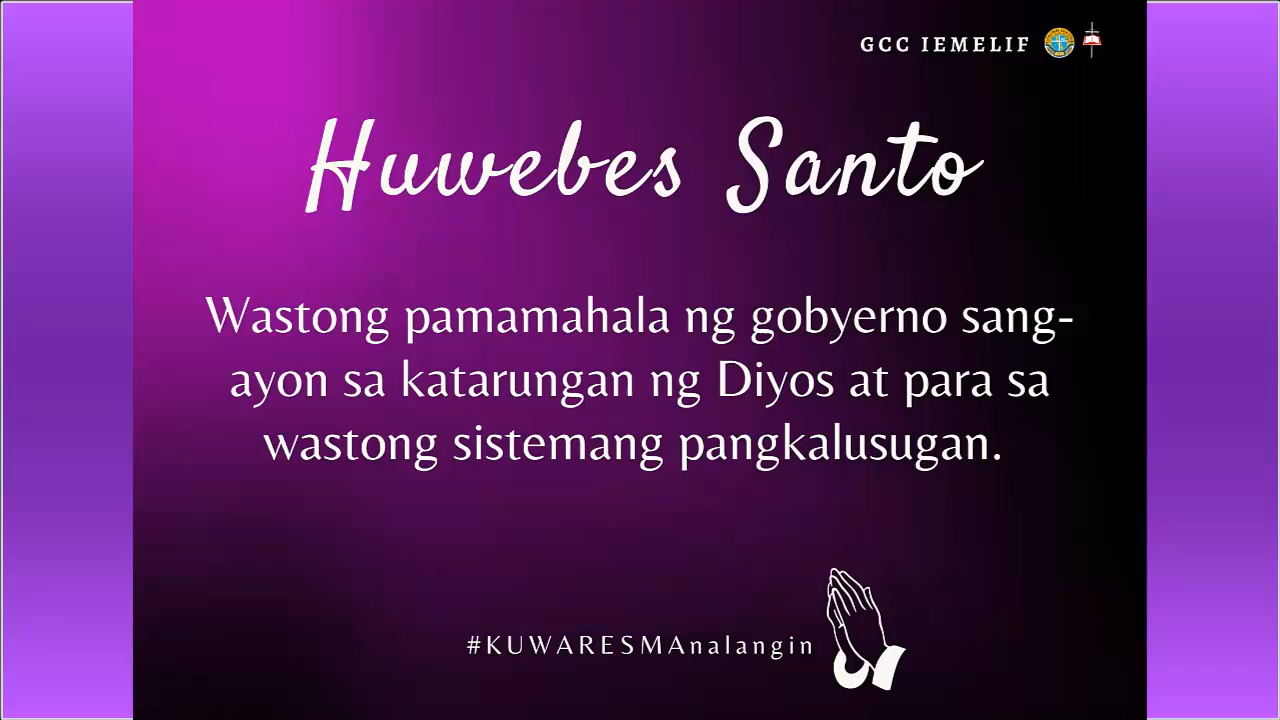 GCC IEMELIF
Huwebes Santo
Wastong pamamahala ng gobyerno sang-
ayon sa katarungan ng Diyos at para sa
wastong sistemang pangkalusugan.
#KUWARESMAnalangin